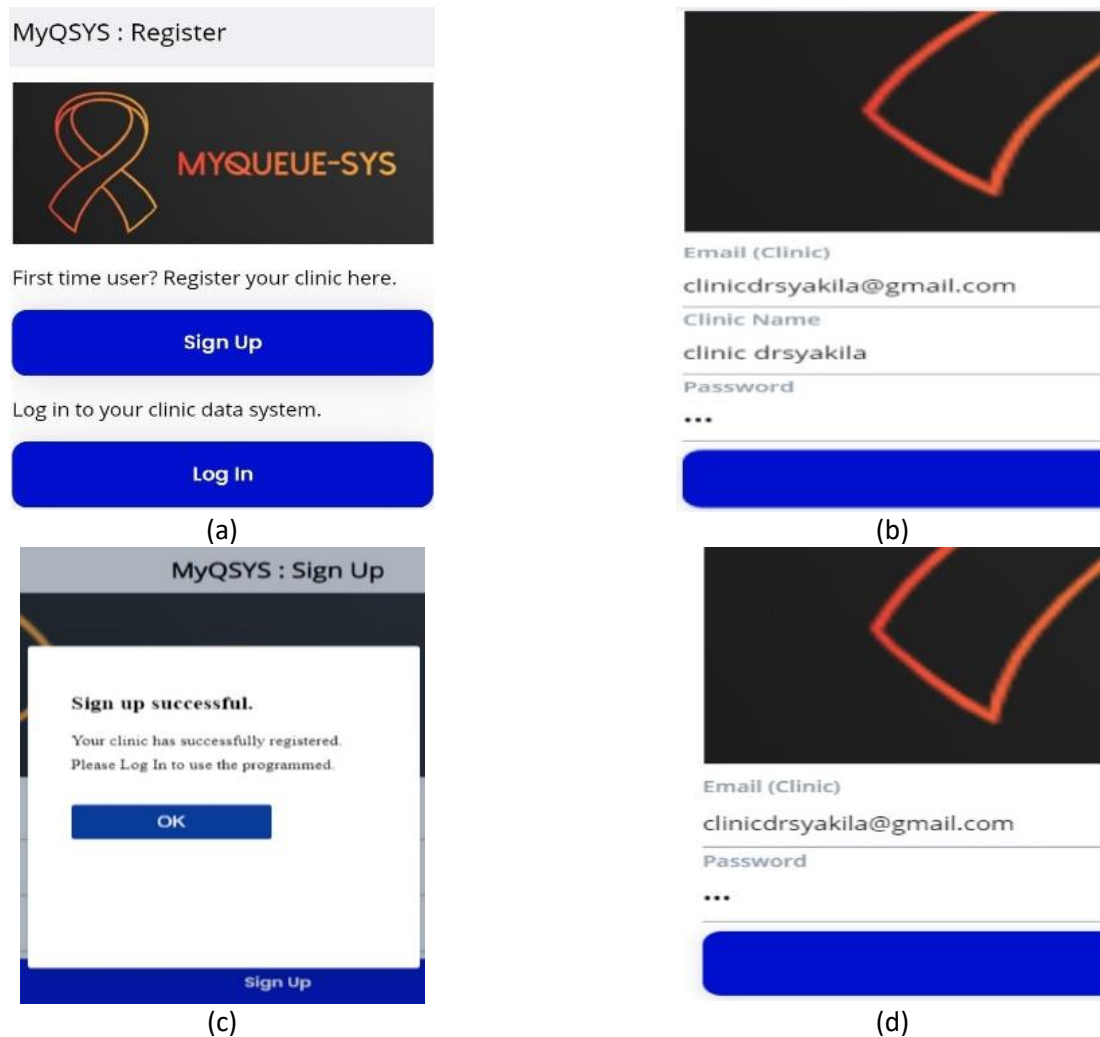 MyQSYS : Register
MYQUEUE-SYS
First time user? Register your clinic here.
Sign Up
Log in to your clinic data system.
Log In
(a)
Email (Clinic)
clinicdrsyakila@gmail.com
Clinic Name
clinic drsyakila
Password
•••
(b)
MyQSYS : Sign Up
Sign up successful.
Your clinic has successfully registered.
Please Log In to use the programmed.
OK
Sign Up
(c)
Email (Clinic)
clinicdrsyakila@gmail.com
Password
•••
(d)